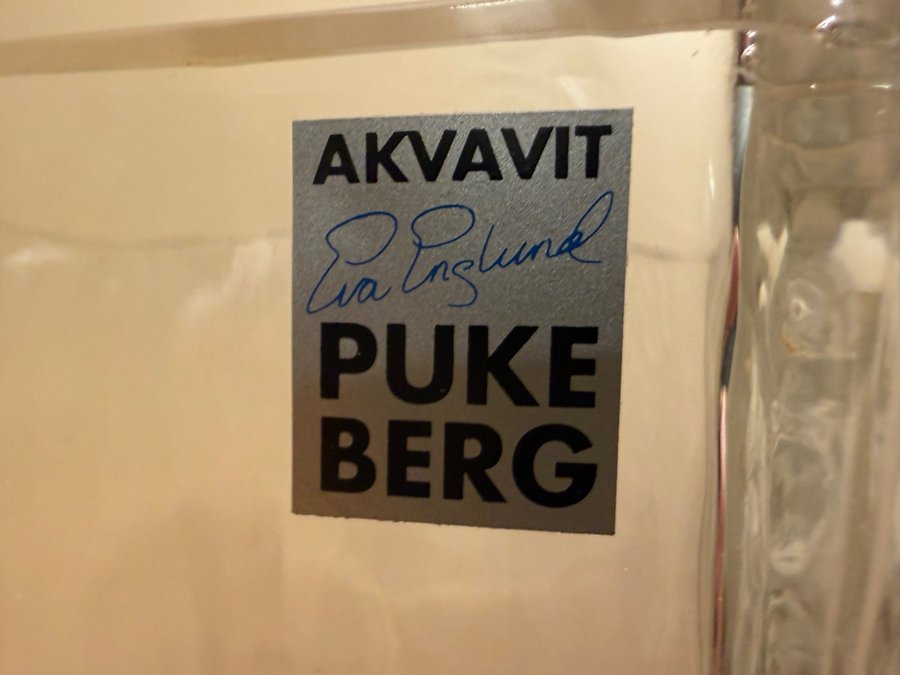 AKVAVIT
Eva Englund
PUKE
BERG